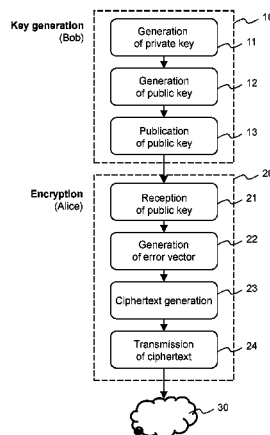 10
Key generation
(Bob)
Generation
of private key
11
Generation
of public key
12
Publication
of public key
13
20
Encryption
(Alice)
Reception
of public key
21
Generation
of error vector
22
Ciphertext generation
23
Transmission
of ciphertext
24
30